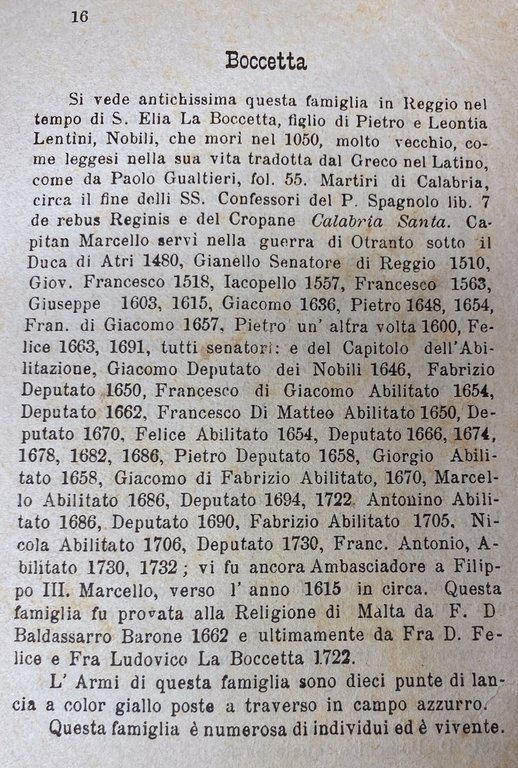 16
Boccetta
Si vede antichissima questa famiglia in Reggio nel
tempo di S. Elia La Boccetta, figlio di Pietro e Leontia
Lentini, Nobili, che mori nel 1050, molto vecchio, co-
me leggesi nella sua vita tradotta dal Greco nel Latino,
come da Paolo Gualtieri, fol. 55. Martiri di Calabria,
circa il fine delli SS. Confessori del P. Spagnolo lib. 7
de rebus Reginis e del Cropane Calabria Santa. Ca-
pitan Marcello servi nella guerra di Otranto sotto il
Duca di Atri 1480, Gianello Senatore di Reggio 1510,
Giov. Francesco 1518, Iacopello 1557, Francesco 1563,
Giuseppe 1603, 1615, Giacomo 1636, Pietro 1648, 1654,
Fran. di Giacomo 1657, Pietro un' altra volta 1600, Fe-
lice 1663, 1691, tutti senatori: e del Capitolo dell'Abi-
litazione, Giacomo Deputato dei Nobili 1646, Fabrizio
Deputato 1650, Francesco di Giacomo Abilitato 1654,
Deputato 1662, Francesco Di Matteo Abilitato 1650, De-
putato 1670, Felice Abilitato 1654, Deputato 1666, 1674,
1678, 1682, 1686, Pietro Deputato 1658, Giorgio Abili-
tato 1658, Giacomo di Fabrizio Abilitato, 1670, Marcel-
lo Abilitato 1686, Deputato 1694, 1722. Antonino Abili-
tato 1686, Deputato 1690, Fabrizio Abilitato 1705. Ni-
cola Abilitato 1706, Deputato 1730, Franc. Antonio, A-
bilitato 1730, 1732 ; vi fu ancora Ambasciadore a Filip-
po III. Marcello, verso l' anno 1615 in circa. Questa
famiglia fu provata alla Religione di Malta da F. D
Baldassarro Barone 1662 e ultimamente da Fra D. Fe-
lice e Fra Ludovico La Boccetta 1722.
L' Armi di questa famiglia sono dieci punte di lan-
cia a color giallo poste a traverso in campo azzurro.
Questa famiglia è numerosa di individui ed è vivente.